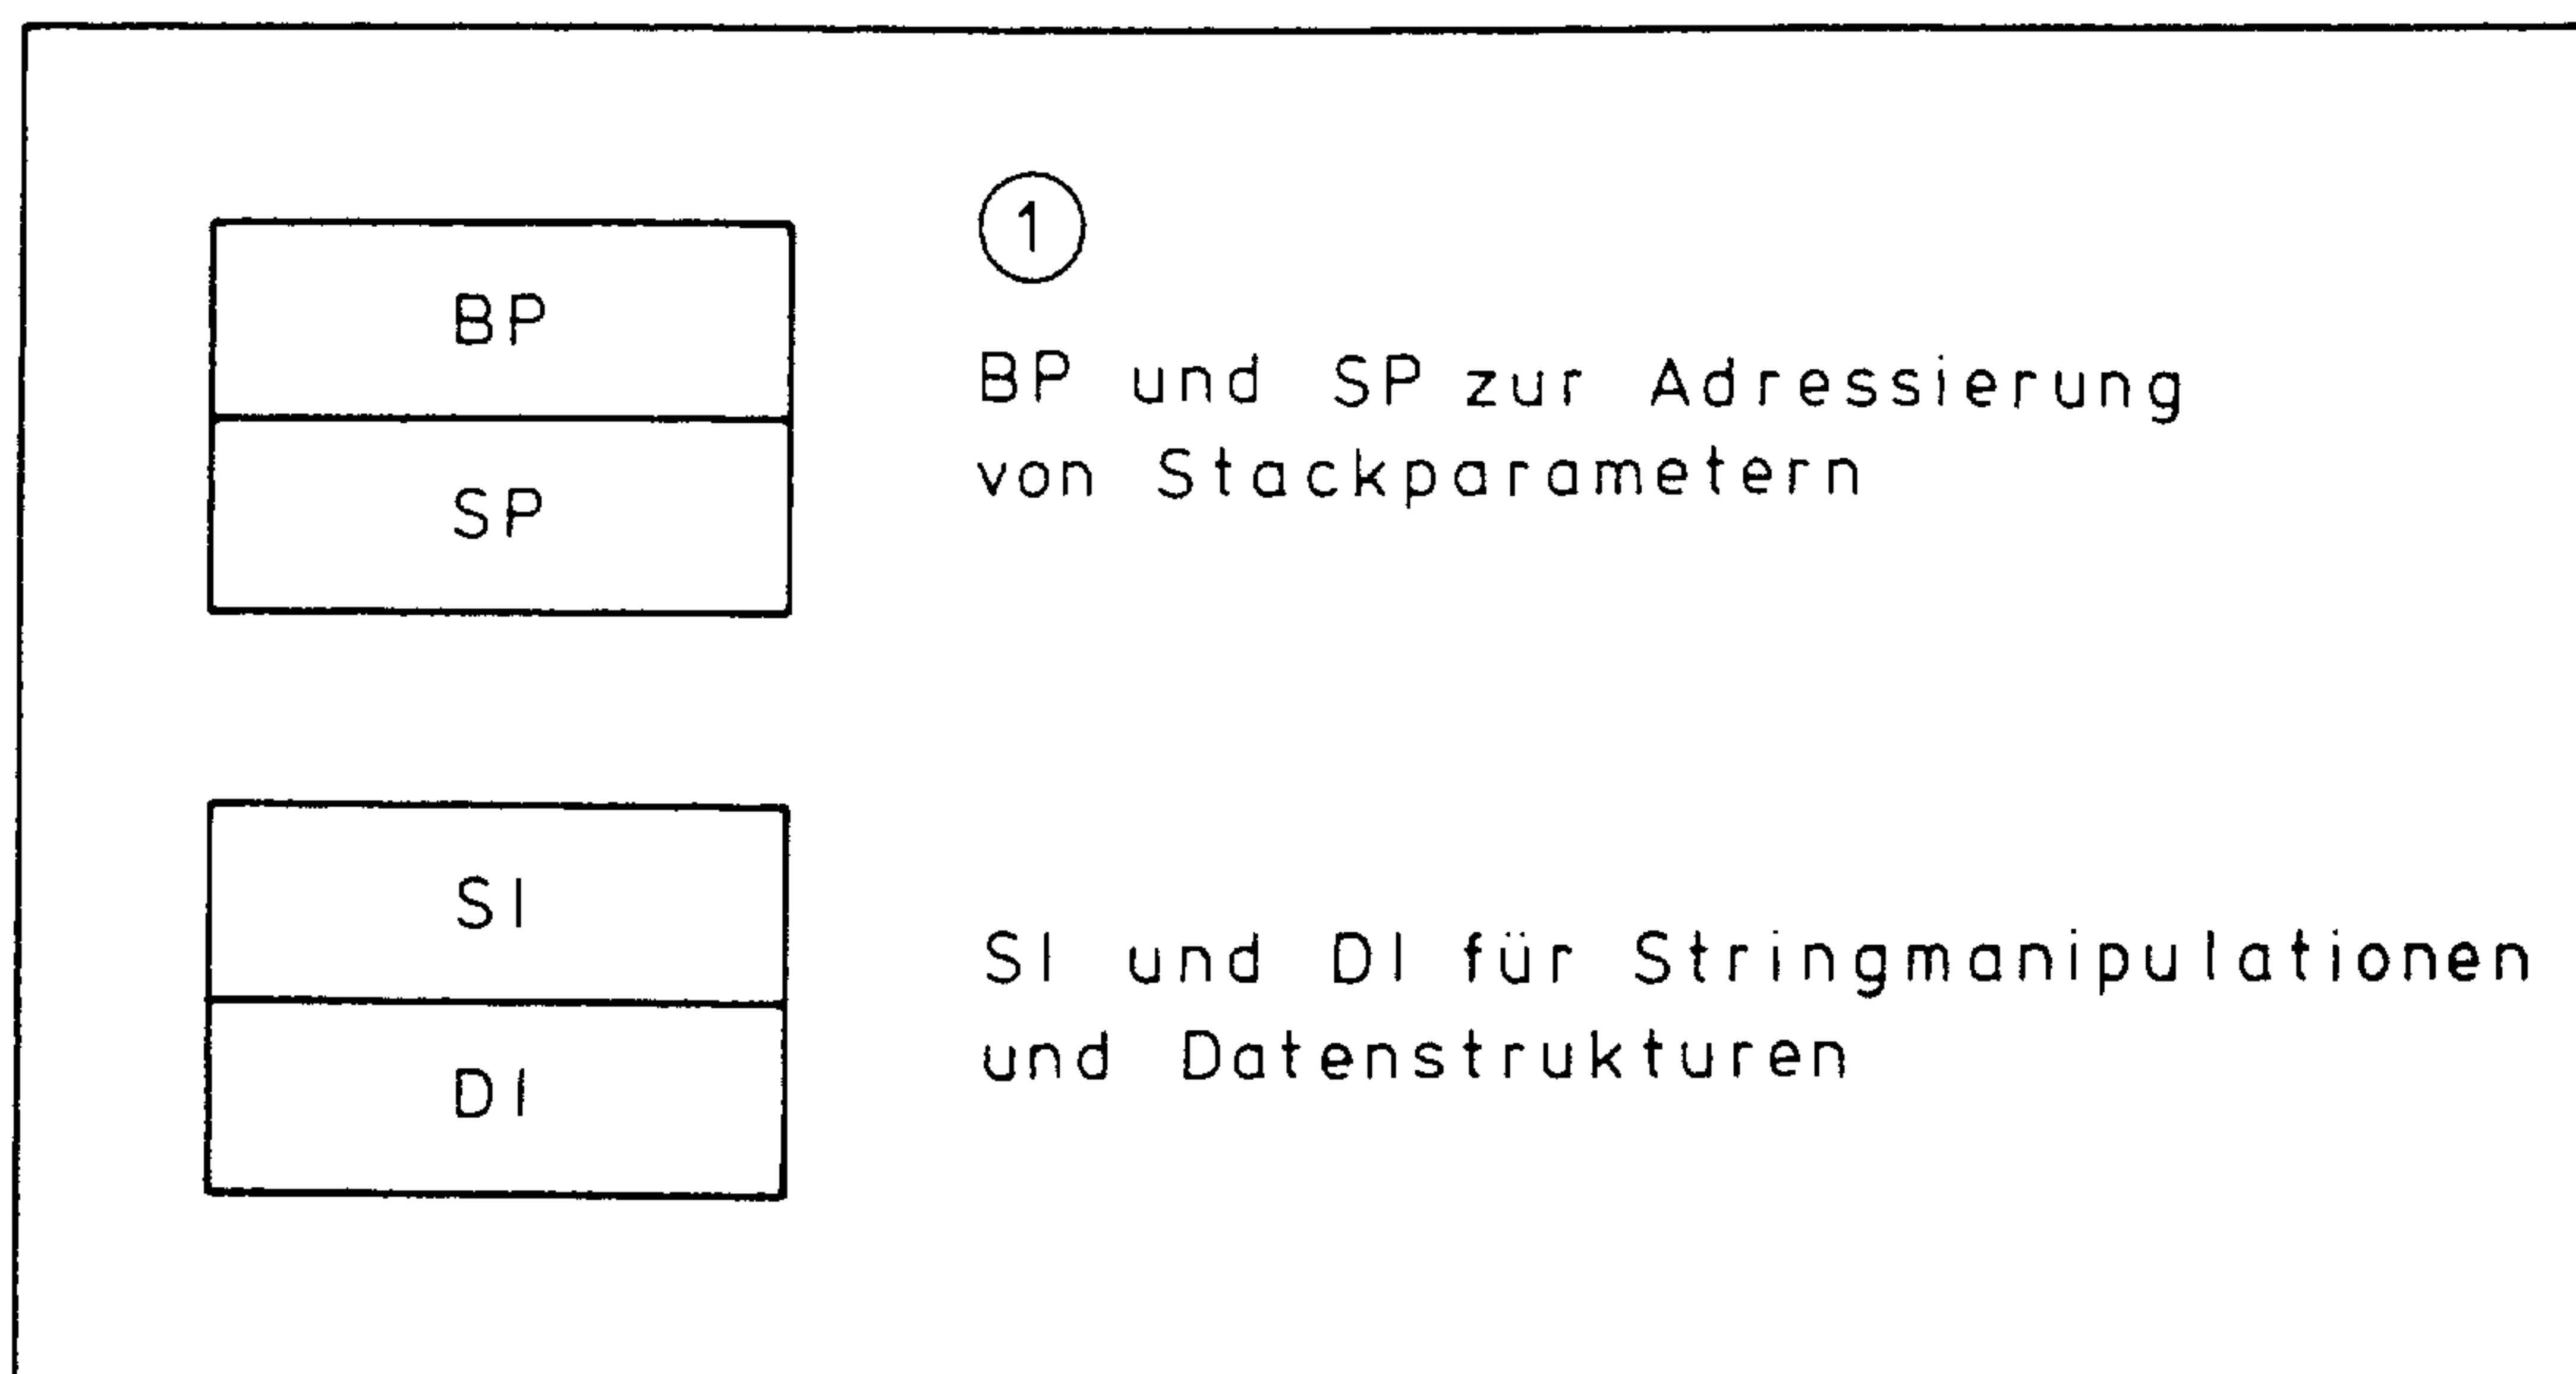 BP
SP
1
BP und SP zur Adressierung
von Stackparametern
SI
DI
SI und DI für Stringmanipulationen
und Datenstrukturen